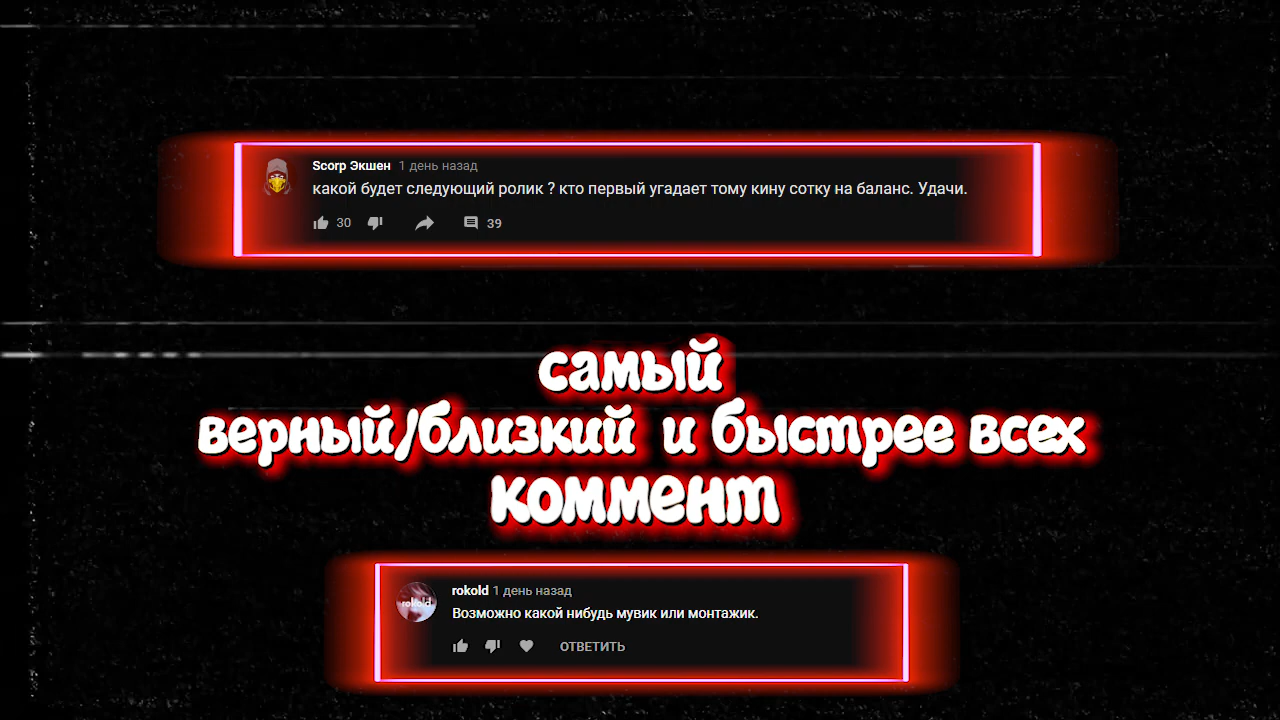 Scorp Экшен 1 день назад
какой будет следующий ролик ? кто первый угадает тому кину сотку на баланс. Удачи.
30 39
самый
верный/близкий и быстрее всех
коммент
rokold
rokold 1 день назад
Возможно какой нибудь мувик или монтажик.
ОТВЕТИТЬ